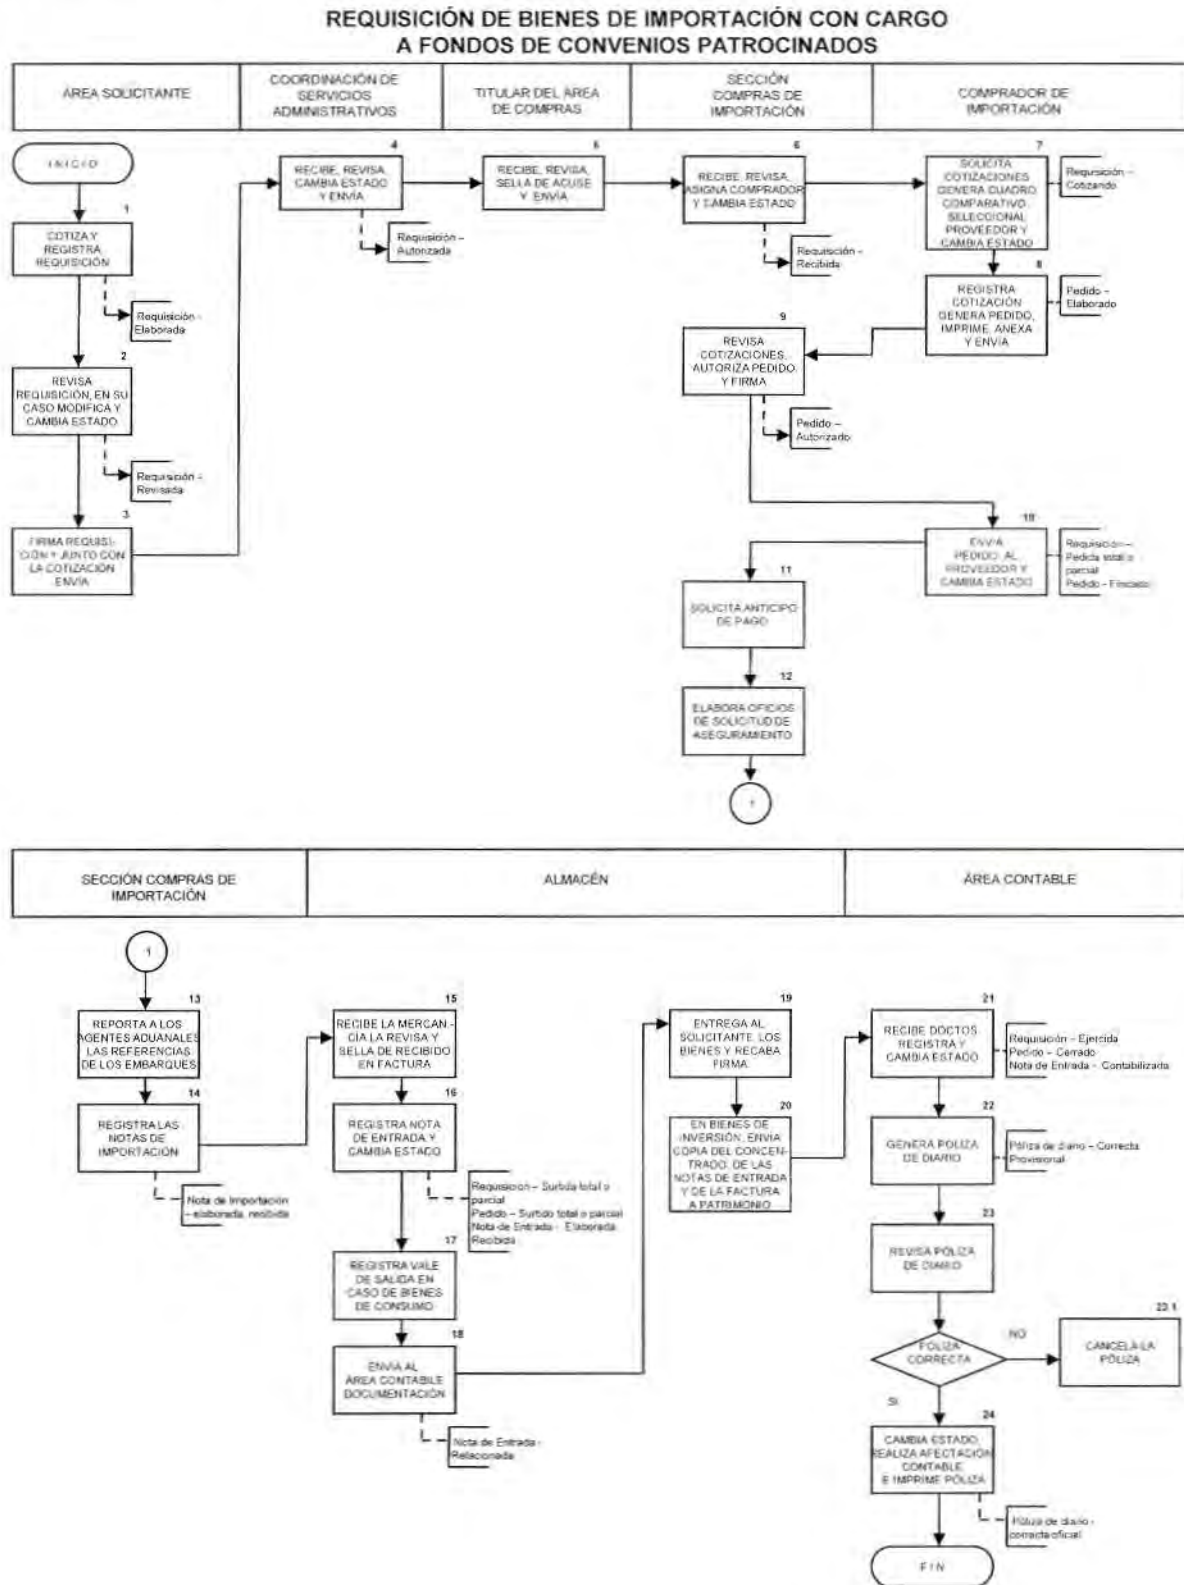 REQUISICIÓN DE BIENES DE IMPORTACIÓN CON CARGO
A FONDOS DE CONVENIOS PATROCINADOS
ÁREA SOLICITANTE
COORDINACIÓN DE
SERVICIOS
ADMINISTRATIVOS
TITULAR DEL ÁREA
DE COMPRAS
SECCIÓN
COMPRAS DE
IMPORTACIÓN
COMPRADOR DE
IMPORTACIÓN
INICIO
1
COTIZA Y
REGISTRA
REQUISICIÓN
Requisición -
Elaborada
2
REVISA
REQUISICIÓN, EN SU
CASO MODIFICA Y
CAMBIA ESTADO
Requisición -
Revisada
3
FIRMA REQUISI-
CIÓN Y JUNTO CON
LA COTIZACIÓN
ENVÍA
4
RECIBE, REVISA,
CAMBIA ESTADO
Y ENVÍA
Requisición –
Autorizada
5
RECIBE, REVISA,
SELLA DE ACUSE
Y ENVÍA
6
RECIBE, REVISA,
ASIGNA COMPRADOR
Y CAMBIA ESTADO
Requisición –
Recibida
7
SOLICITA
COTIZACIONES
GENERA CUADRO
COMPARATIVO,
SELECCIONAL
PROVEEDOR Y
CAMBIA ESTADO
Requisición –
Cotizando
8
REGISTRA
COTIZACIÓN
GENERA PEDIDO,
IMPRIME, ANEXA
Y ENVÍA
Pedido –
Elaborado
9
REVISA
COTIZACIONES,
AUTORIZA PEDIDO
Y FIRMA
Pedido –
Autorizado
10
ENVÍA
PEDIDO AL
PROVEEDOR Y
CAMBIA ESTADO
Requisición –
Pedida total o
parcial
Pedido - Fincado
11
SOLICITA ANTICIPO
DE PAGO
12
ELABORA OFICIOS
DE SOLICITUD DE
ASEGURAMIENTO
1
SECCIÓN COMPRAS DE
IMPORTACIÓN
ALMACÉN
ÁREA CONTABLE
1
13
REPORTA A LOS
AGENTES ADUANALES
LAS REFERENCIAS
DE LOS EMBARQUES
14
REGISTRA LAS
NOTAS DE
IMPORTACIÓN
Nota de Importación
– elaborada, recibida
15
RECIBE LA MERCAN-
CÍA LA REVISA Y
SELLA DE RECIBIDO
EN FACTURA
16
REGISTRA NOTA
DE ENTRADA Y
CAMBIA ESTADO
Requisición – Surtida total o
parcial
Pedido – Surtido total o parcial
Nota de Entrada - Elaborada
Recibida
17
REGISTRA VALE
DE SALIDA EN
CASO DE BIENES
DE CONSUMO
18
ENVÍA AL
ÁREA CONTABLE
DOCUMENTACIÓN
Nota de Entrada -
Relacionada
19
ENTREGA AL
SOLICITANTE, LOS
BIENES Y RECABA
FIRMA
20
EN BIENES DE
INVERSIÓN, ENVÍA
COPIA DEL CONCEN-
TRADO, DE LAS
NOTAS DE ENTRADA
Y DE LA FACTURA
A PATRIMONIO
21
RECIBE DOCTOS
REGISTRA Y
CAMBIA ESTADO
Requisición – Ejercida
Pedido – Cerrado
Nota de Entrada - Contabilizada
22
GENERA PÓLIZA
DE DIARIO
Póliza de diario – Correcta
Provisional
23
REVISA PÓLIZA
DE DIARIO
PÓLIZA
CORRECTA
NO
23.1
CANCELA LA
PÓLIZA
SI
24
CAMBIA ESTADO,
REALIZA AFECTACIÓN
CONTABLE
E IMPRIME PÓLIZA
Póliza de diario -
correcta oficial
FIN